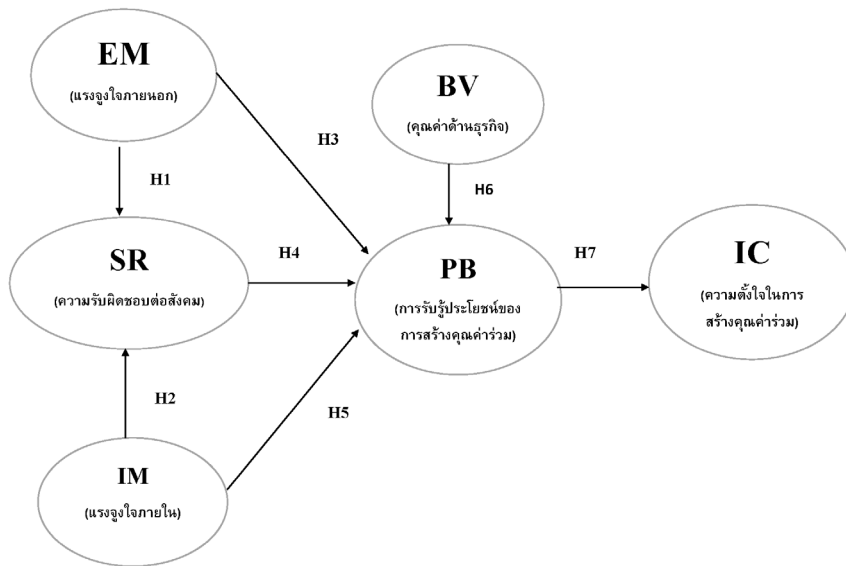 EM
(แรงจูงใจภายนอก)
BV
(คุณค่าด้านธุรกิจ)
H3
H1
H6
SR
(ความรับผิดชอบต่อสังคม)
H4
PB
(การรับรู้ประโยชน์ของ
การสร้างคุณค่าร่วม)
H7
IC
(ความตั้งใจในการ
สร้างคุณค่าร่วม)
H2
H5
IM
(แรงจูงใจภายใน)